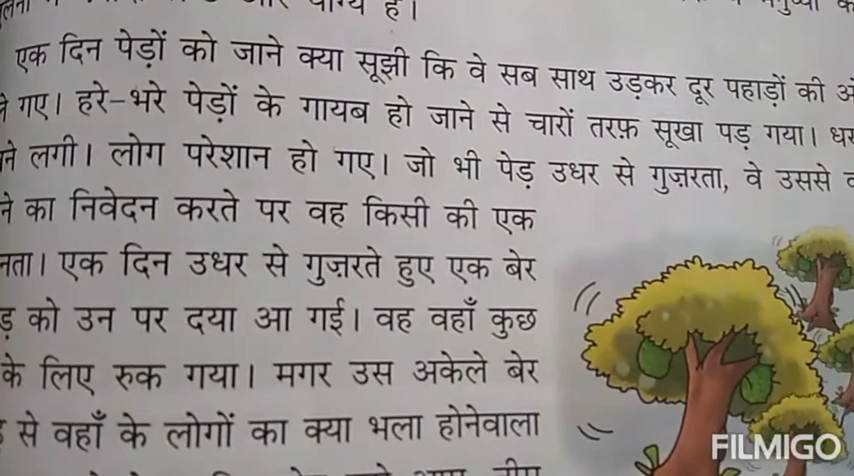 एक दिन पेड़ों को जाने क्या सूझी कि वे सब साथ उड़कर दूर पहाड़ों की
गए। हरे-भरे पेड़ों के गायब हो जाने से चारों तरफ़ सूखा पड़ गया।
लगी। लोग परेशान हो गए। जो भी पेड़ उधर से गुज़रता, वे उससे
का निवेदन करते पर वह किसी की एक
एक दिन उधर से गुज़रते हुए एक बेर
को उन पर दया आ गई। वह वहाँ कुछ
के लिए रुक गया। मगर उस अकेले बेर
से वहाँ के लोगों का क्या भला होनेवाला
FILMIGO